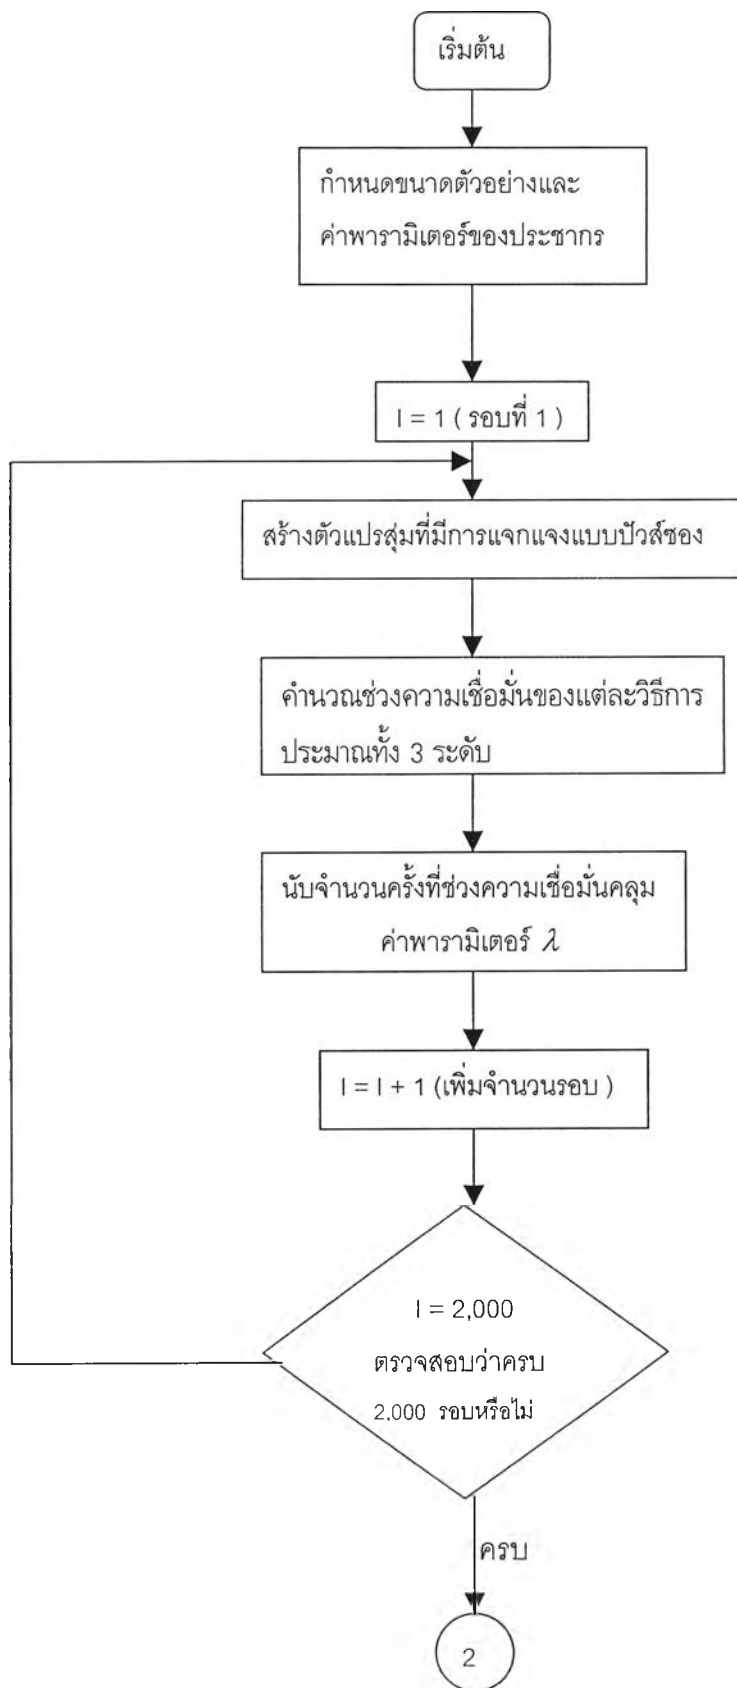 เริ่มต้น
กำหนดขนาดตัวอย่างและ
ค่าพารามิเตอร์ของประชากร
I = 1 ( รอบที่ 1 )
สร้างตัวแปรสุ่มที่มีการแจกแจงแบบปัวส์ซอง
คำนวณช่วงความเชื่อมั่นของแต่ละวิธีการ
ประมาณทั้ง 3 ระดับ
นับจำนวนครั้งที่ช่วงความเชื่อมั่นคลุม
ค่าพารามิเตอร์ λ
I = I + 1 (เพิ่มจำนวนรอบ )
I = 2,000
ตรวจสอบว่าครบ
2,000 รอบหรือไม่
ครบ
2